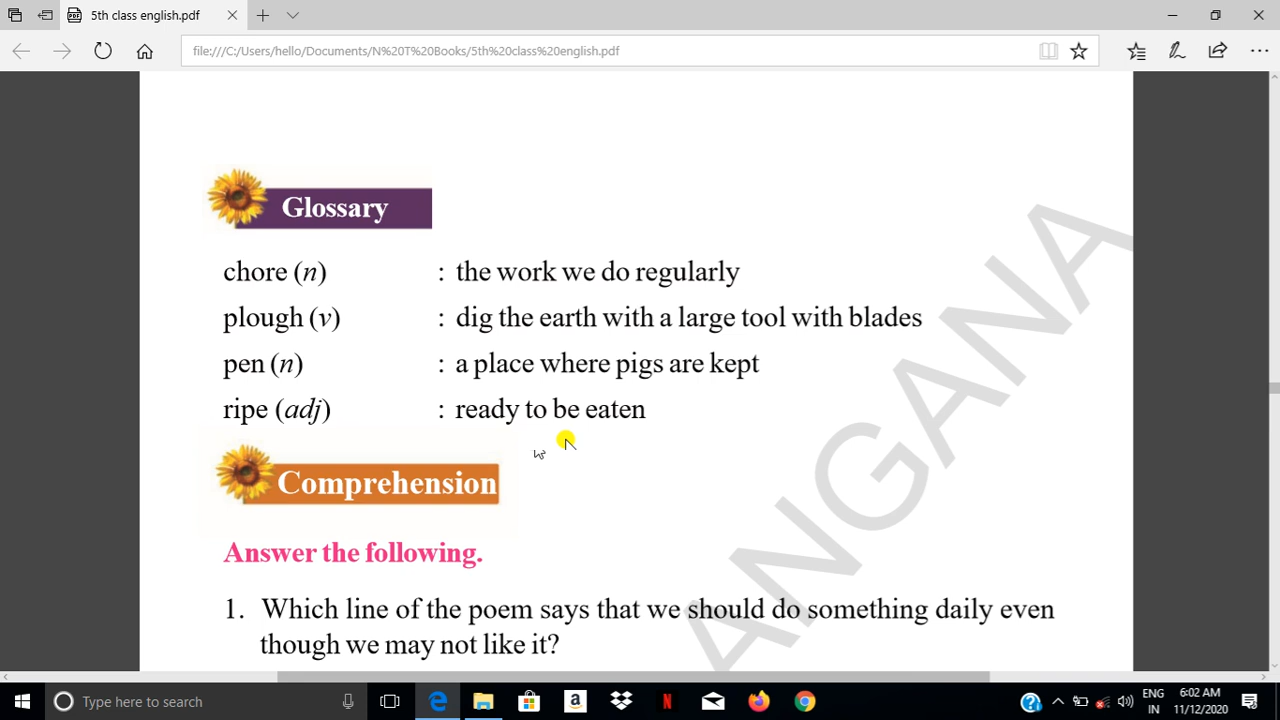 5th class english.pdf
file:///C:/Users/hello/Documents/N%20T%20Books/5th%20class%20english.pdf
Glossary
chore (n) : the work we do regularly
plough (v) : dig the earth with a large tool with blades
pen (n) : a place where pigs are kept
ripe (adj) : ready to be eaten
Comprehension
Answer the following.
1. Which line of the poem says that we should do something daily even
though we may not like it?
ANGANA
Type here to search
ENG 6:02 AM
IN 11/12/2020